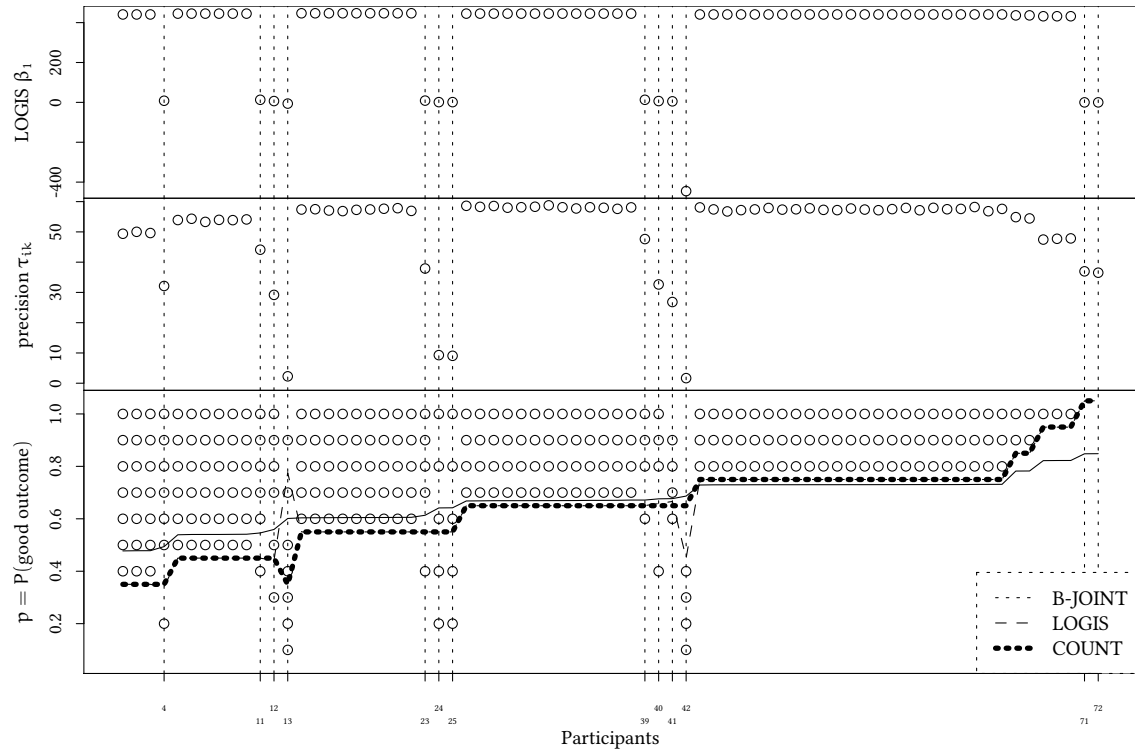 200
0
-400
LOGIS β₁
50
30
10
0
precision τᵢₖ
1.0
0.8
0.6
0.4
0.2
p = P(good outcome)
B-JOINT
LOGIS
COUNT
4 12 24 40 42 72
11 13 23 25 39 41 71
Participants